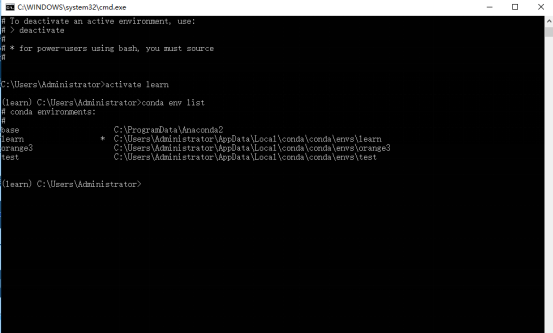 C:\WINDOWS\system32\cmd.exe
# To deactivate an active environment, use:
# > deactivate
#
# * for power-users using bash, you must source
#
C:\Users\Administrator>activate learn
(learn) C:\Users\Administrator>conda env list
# conda environments:
#
base C:\ProgramData\Anaconda2
learn * C:\Users\Administrator\AppData\Local\conda\conda\envs\learn
orange3 C:\Users\Administrator\AppData\Local\conda\conda\envs\orange3
test C:\Users\Administrator\AppData\Local\conda\conda\envs\test
(learn) C:\Users\Administrator>